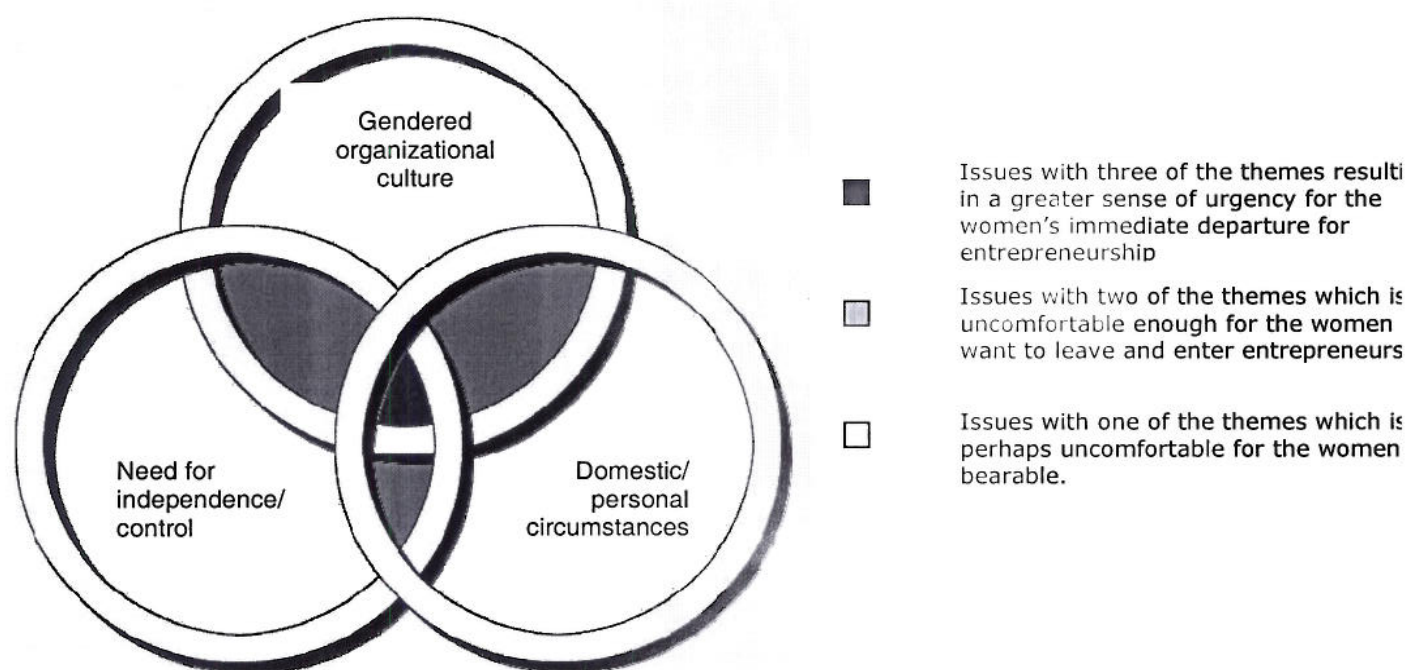 Gendered
organizational
culture
Need for
independence/
control
Domestic/
personal
circumstances
Issues with three of the themes resulti
in a greater sense of urgency for the
women's immediate departure for
entrepreneurship
Issues with two of the themes which is
uncomfortable enough for the women
want to leave and enter entrepreneurs
Issues with one of the themes which is
perhaps uncomfortable for the women
bearable.